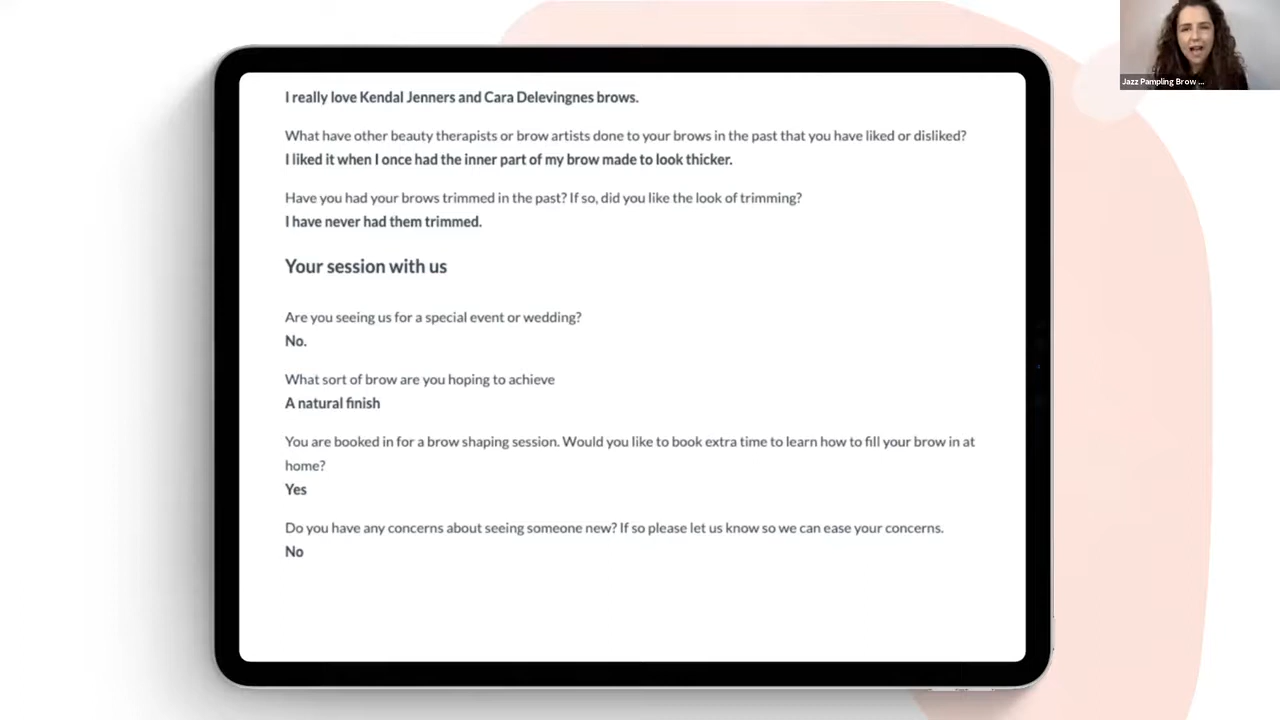 I really love Kendal Jenners and Cara Delevingnes brows.
What have other beauty therapists or brow artists done to your brows in the past that you have liked or disliked?
I liked it when I once had the inner part of my brow made to look thicker.
Have you had your brows trimmed in the past? If so, did you like the look of trimming?
I have never had them trimmed.
Your session with us
Are you seeing us for a special event or wedding?
No.
What sort of brow are you hoping to achieve
A natural finish
You are booked in for a brow shaping session. Would you like to book extra time to learn how to fill your brow in at
home?
Yes
Do you have any concerns about seeing someone new? If so please let us know so we can ease your concerns.
No
Jazz Pampling Brow ...